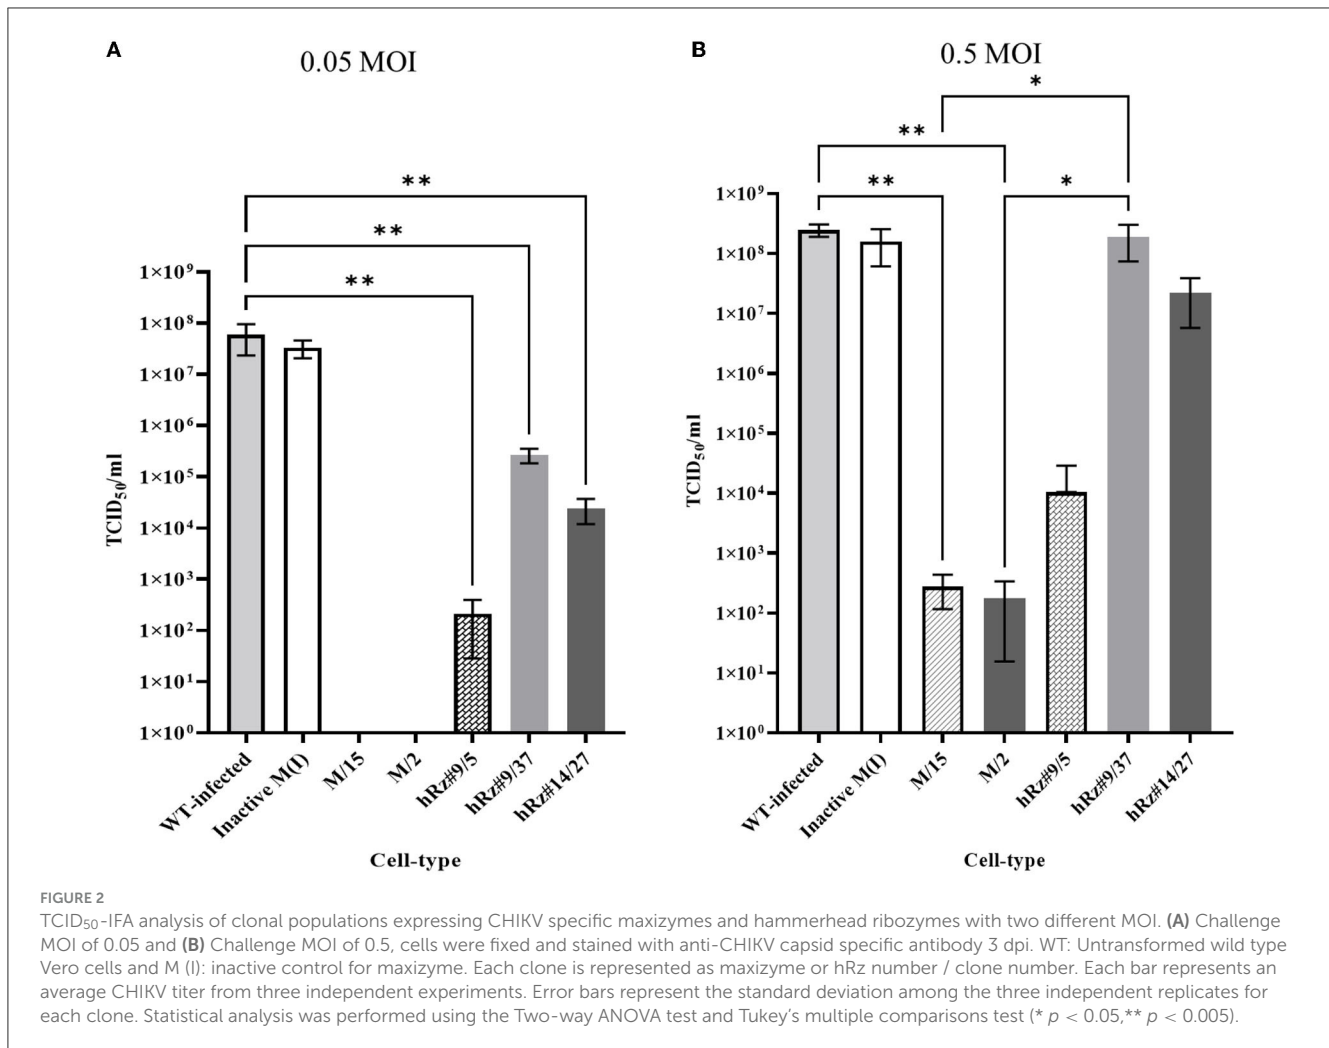 A
0.05 MOI
**
**
**
1×10⁹
1×10⁸
1×10⁷
1×10⁶
1×10⁵
1×10⁴
1×10³
1×10²
1×10¹
1×10⁰
TCID₅₀/ml
WT-infected
Inactive M(I)
M/15
M/2
hRz#9/5
hRz#9/37
hRz#14/27
Cell-type
B
0.5 MOI
*
**
**
*
1×10⁹
1×10⁸
1×10⁷
1×10⁶
1×10⁵
1×10⁴
1×10³
1×10²
1×10¹
1×10⁰
TCID₅₀/ml
WT-infected
Inactive M(I)
M/15
M/2
hRz#9/5
hRz#9/37
hRz#14/27
Cell-type
FIGURE 2
TCID₅₀-IFA analysis of clonal populations expressing CHIKV specific maxizymes and hammerhead ribozymes with two different MOI. (A) Challenge
MOI of 0.05 and (B) Challenge MOI of 0.5, cells were fixed and stained with anti-CHIKV capsid specific antibody 3 dpi. WT: Untransformed wild type
Vero cells and M (I): inactive control for maxizyme. Each clone is represented as maxizyme or hRz number / clone number. Each bar represents an
average CHIKV titer from three independent experiments. Error bars represent the standard deviation among the three independent replicates for
each clone. Statistical analysis was performed using the Two-way ANOVA test and Tukey's multiple comparisons test (* p < 0.05,** p < 0.005).